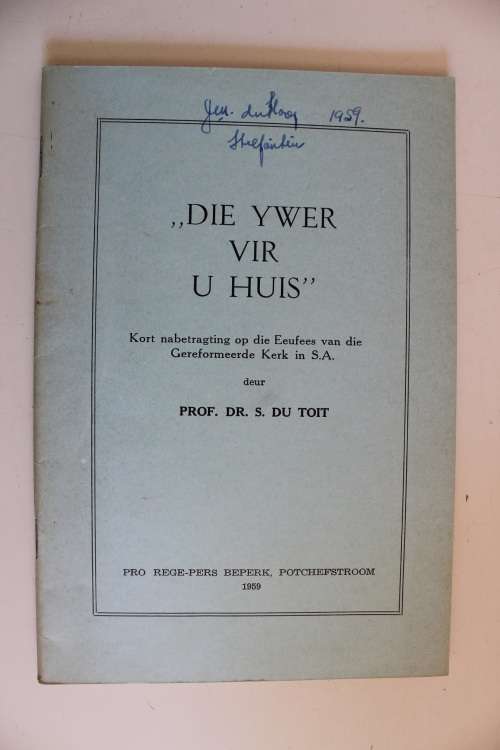 1959.
„DIE YWER
VIR
U HUIS”
Kort nabetragting op die Eeufees van die
Gereformeerde Kerk in S.A.
deur
PROF. DR. S. DU TOIT
PRO REGE-PERS BEPERK, POTCHEFSTROOM
1959